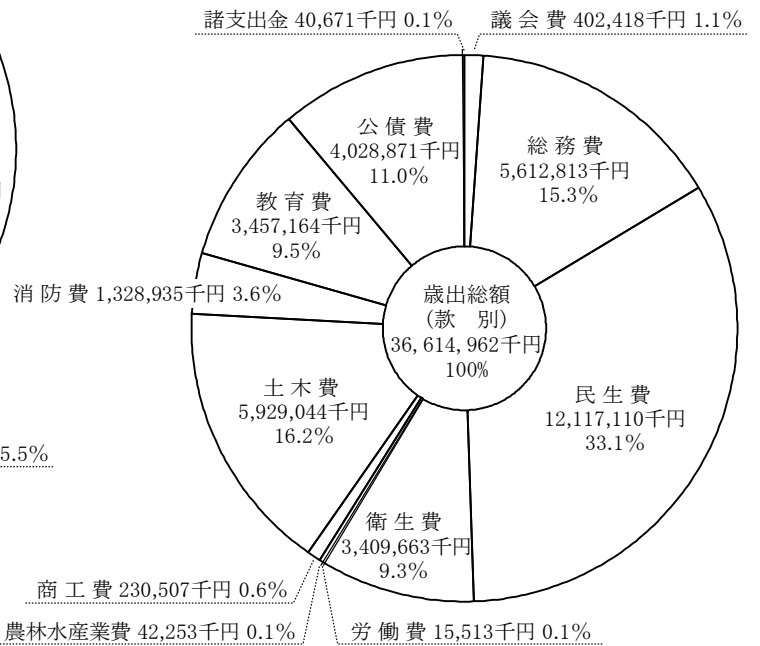 諸支出金 40,671千円 0.1%
議 会 費 402,418千円 1.1%
公 債 費
4,028,871千円
11.0%
総 務 費
5,612,813千円
15.3%
教 育 費
3,457,164千円
9.5%
消 防 費 1,328,935千円 3.6%
歳出総額
(款　別)
36,614,962千円
100%
土 木 費
5,929,044千円
16.2%
民 生 費
12,117,110千円
33.1%
5.5%
衛 生 費
3,409,663千円
9.3%
商 工 費 230,507千円 0.6%
農林水産業費 42,253千円 0.1%
労 働 費 15,513千円 0.1%